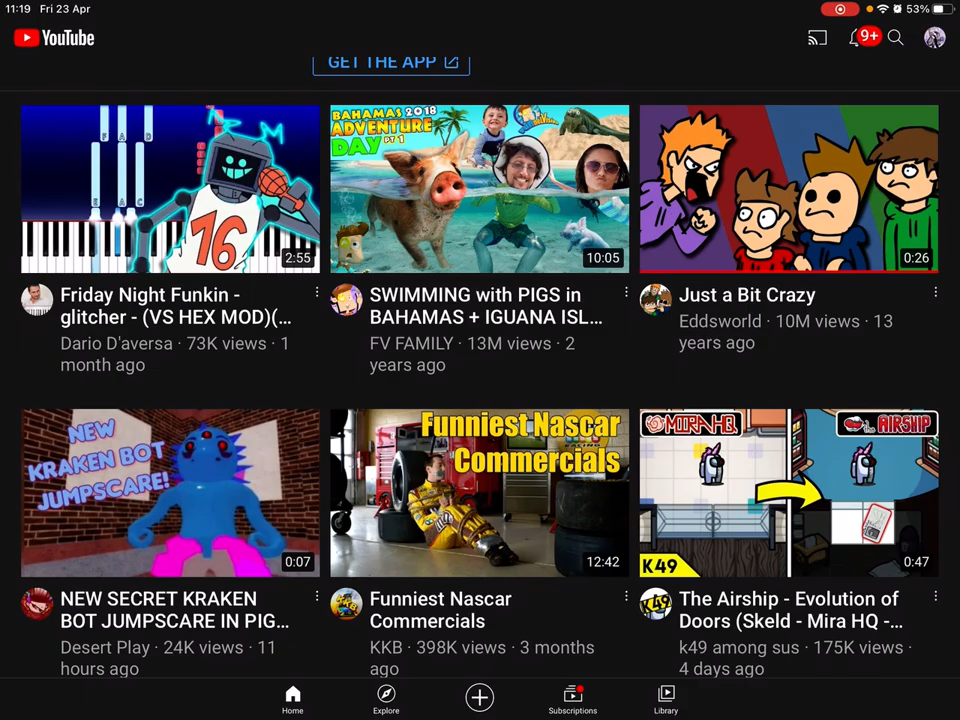 11:19 Fri 23 Apr
53%
YouTube
9+
GET THE APP
F A D
E A C
16
2:55
BAHAMAS 2018
ADVENTURE
DAY PT 1
10:05
0:26
Friday Night Funkin -
glitcher - (VS HEX MOD)(...
Dario D'aversa · 73K views · 1
month ago
SWIMMING with PIGS in
BAHAMAS + IGUANA ISL...
FV FAMILY · 13M views · 2
years ago
Just a Bit Crazy
Eddsworld · 10M views · 13
years ago
NEW
KRAKEN BOT
JUMPSCARE!
0:07
Funniest Nascar
Commercials
12:42
MIRA HQ
THE AIRSHIP
K49
0:47
NEW SECRET KRAKEN
BOT JUMPSCARE IN PIG...
Desert Play · 24K views · 11
hours ago
Funniest Nascar
Commercials
KKB · 398K views · 3 months
ago
K49
The Airship - Evolution of
Doors (Skeld - Mira HQ -...
k49 among sus · 175K views ·
4 days ago
Home
Explore
Subscriptions
Library